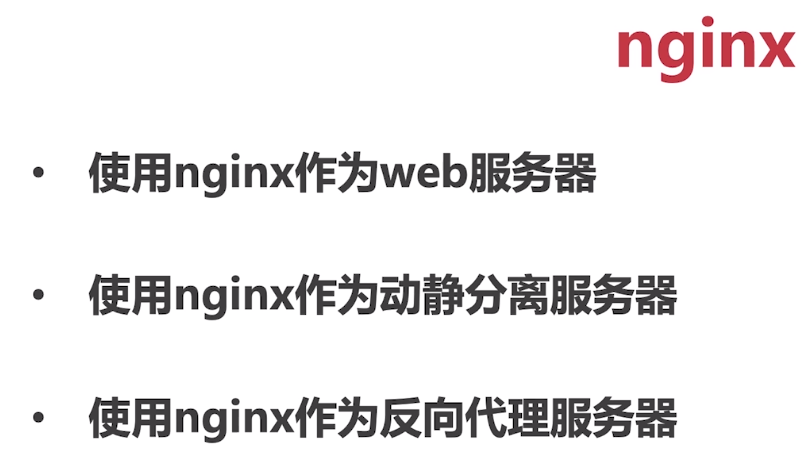 nginx
• 使用nginx作为web服务器
• 使用nginx作为动静分离服务器
• 使用nginx作为反向代理服务器